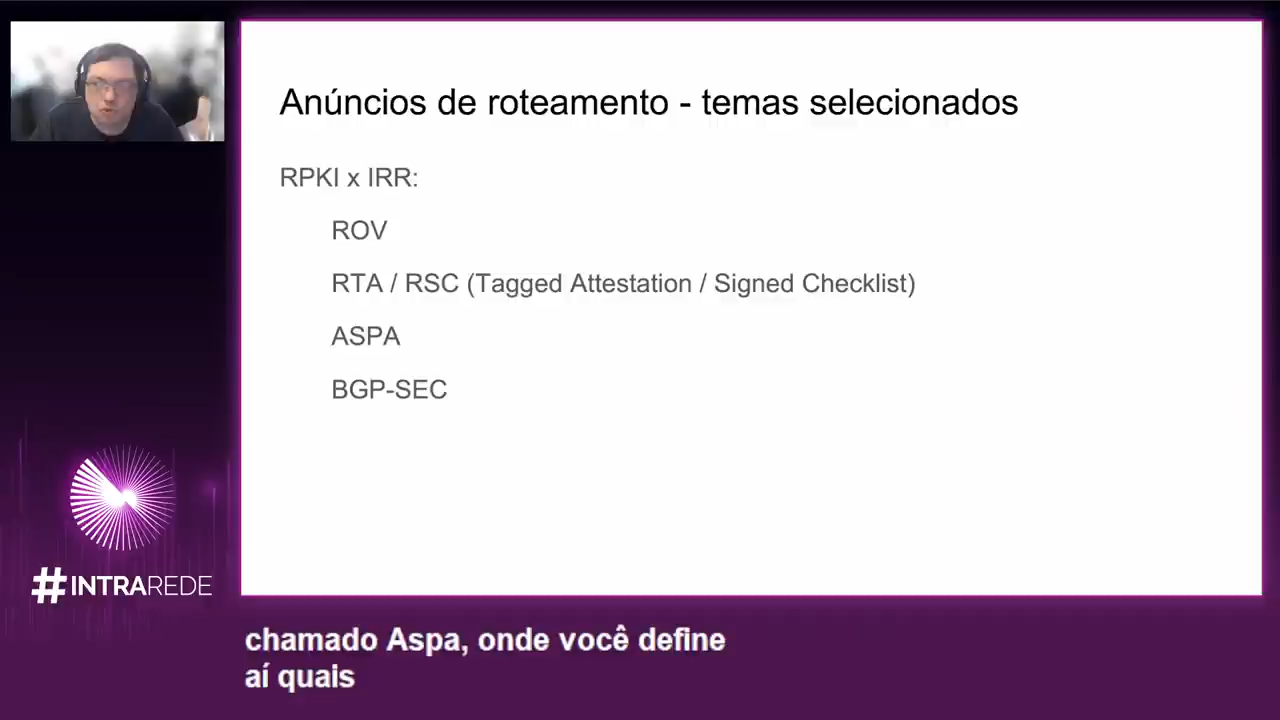 Anúncios de roteamento - temas selecionados
RPKI x IRR:
ROV
RTA / RSC (Tagged Attestation / Signed Checklist)
ASPA
BGP-SEC
#INTRAREDE
chamado Aspa, onde você define
aí quais